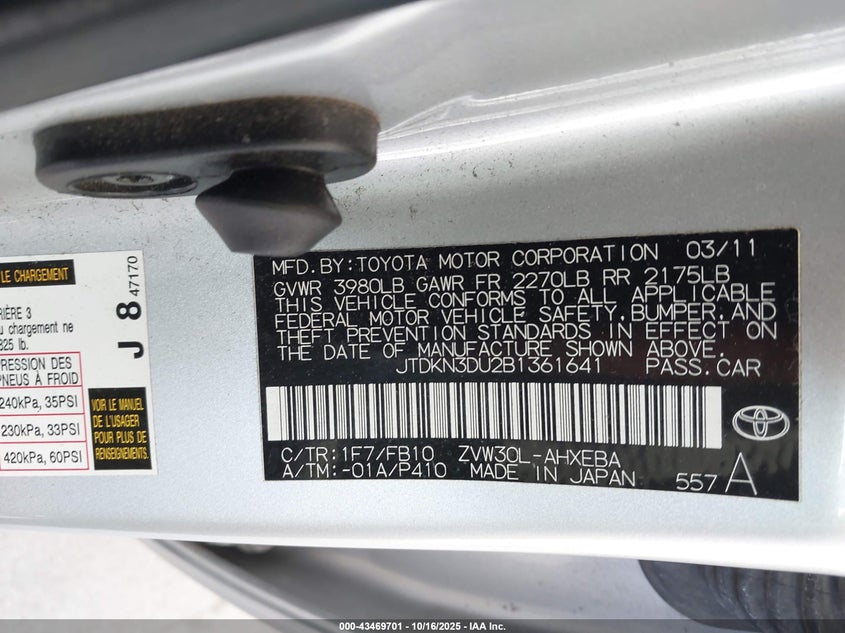 LE CHARGEMENT
RIÈRE 3
u chargement ne
825 lb.
J 8 47170
PRESSION DES
PNEUS À FROID
240kPa, 35PSI
230kPa, 33PSI
420kPa, 60PSI
VOIR LE MANUEL
DE L'USAGER
POUR PLUS DE
RENSEIGNEMENTS.
MFD. BY: TOYOTA MOTOR CORPORATION 03/11
GVWR 3980LB GAWR FR 2270LB RR 2175LB
THIS VEHICLE CONFORMS TO ALL APPLICABLE
FEDERAL MOTOR VEHICLE SAFETY, BUMPER, AND
THEFT PREVENTION STANDARDS IN EFFECT ON
THE DATE OF MANUFACTURE SHOWN ABOVE.
JTDKN3DU2B1361641 PASS. CAR
C/TR: 1F7/FB10 ZVW30L-AHXEBA
A/TM: -01A/P410 MADE IN JAPAN 557 A
000-43469701 - 10/16/2025 - IAA Inc.